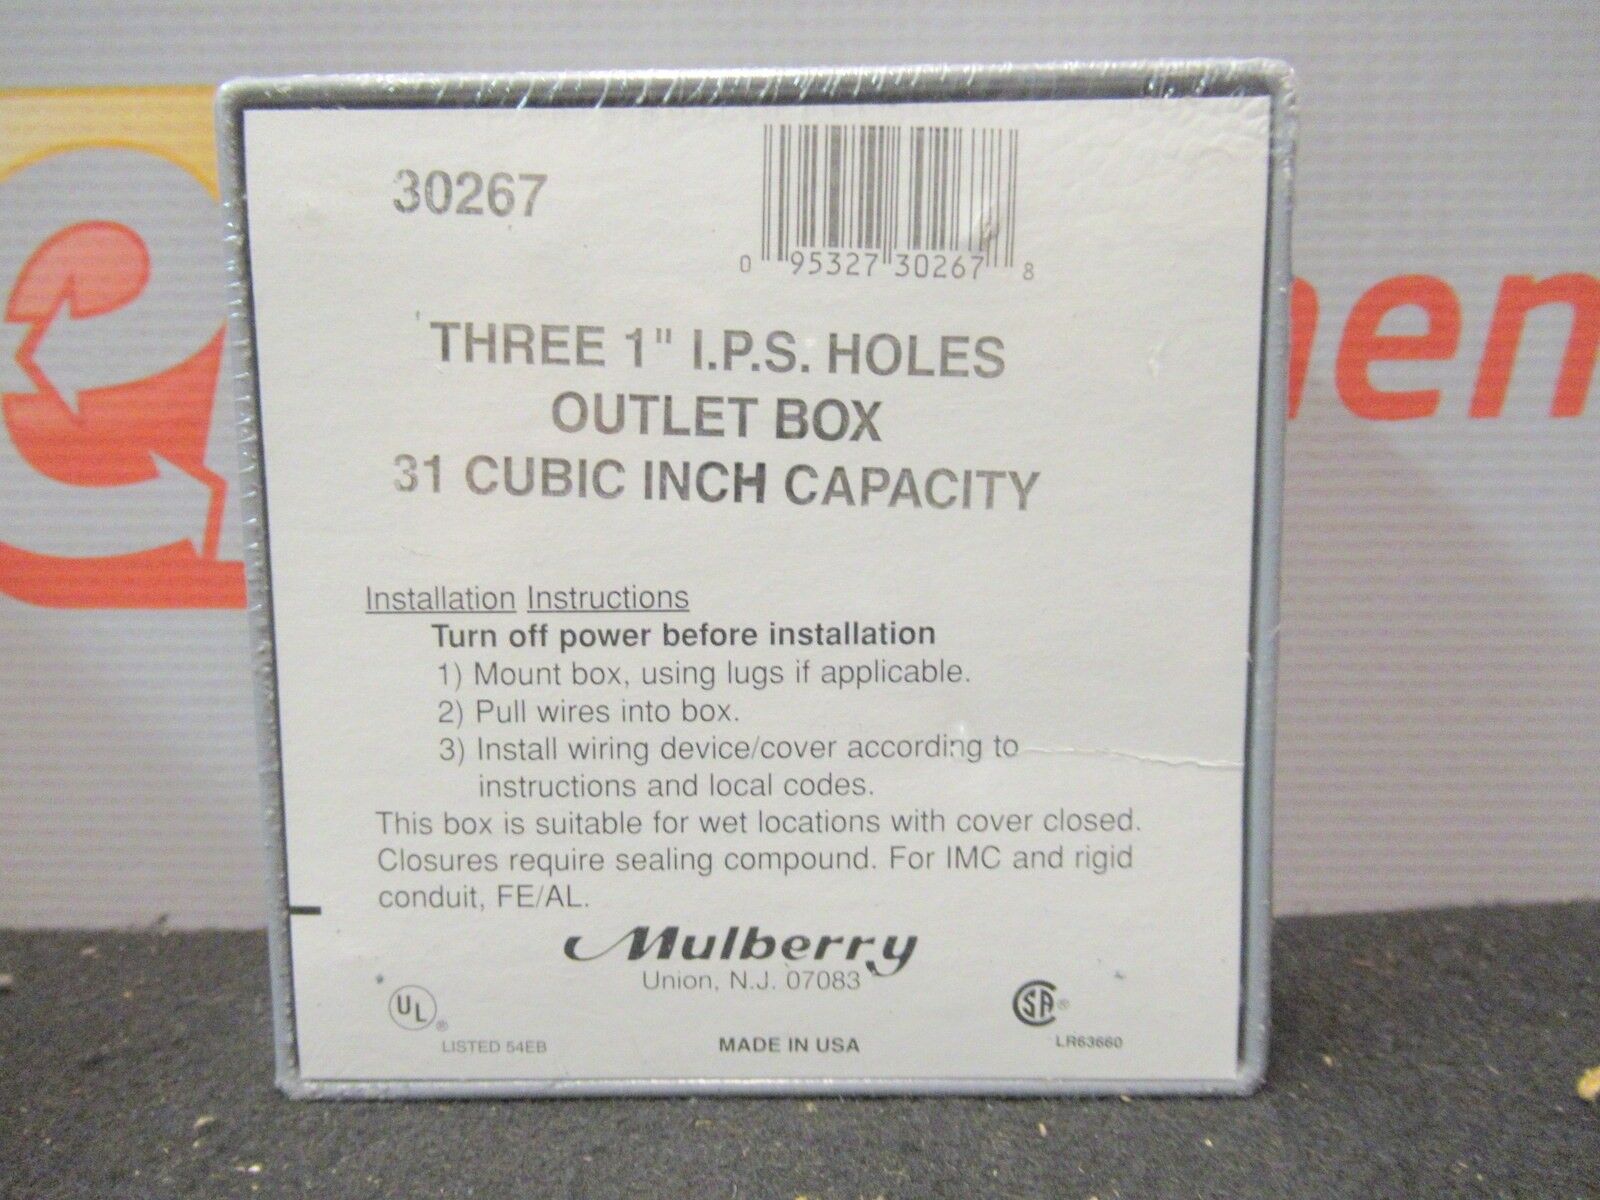 30267
0 95327 30267 8
THREE 1" I.P.S. HOLES
OUTLET BOX
31 CUBIC INCH CAPACITY
Installation Instructions
Turn off power before installation
1) Mount box, using lugs if applicable.
2) Pull wires into box.
3) Install wiring device/cover according to
instructions and local codes.
This box is suitable for wet locations with cover closed.
Closures require sealing compound. For IMC and rigid
conduit, FE/AL.
Mulberry
Union, N.J. 07083
UL ®
LISTED 54EB
MADE IN USA
SA ®
LR63660
men